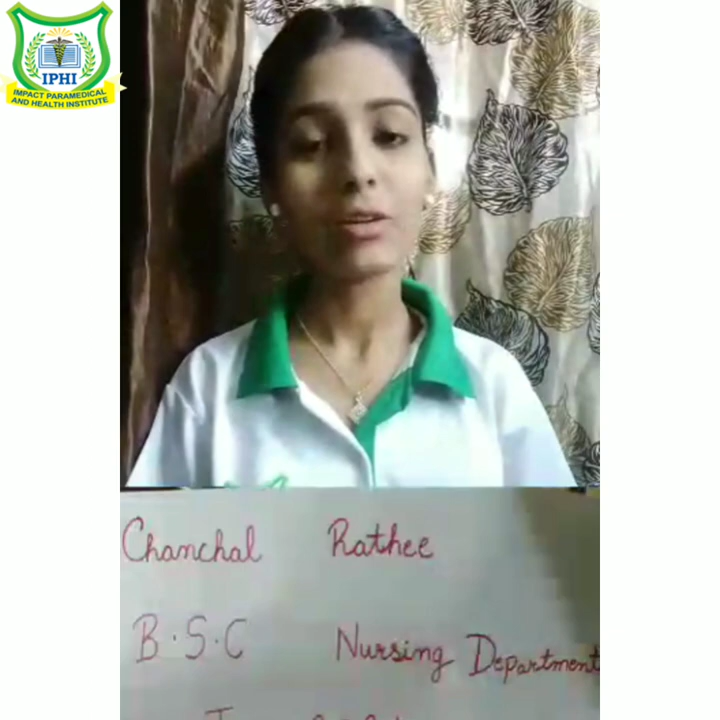 IPHI
IMPACT PARAMEDICAL
AND HEALTH INSTITUTE
Chanchal Rathee
B.S.C Nursing Department